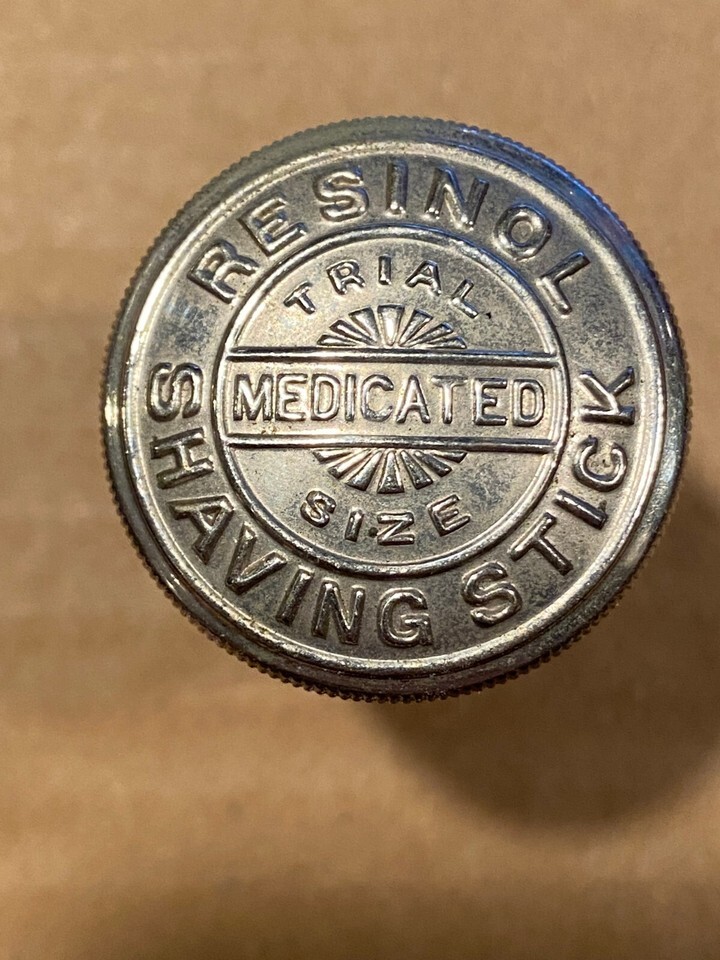 RESINOL
TRIAL
MEDICATED
SIZE
SHAVING STICK